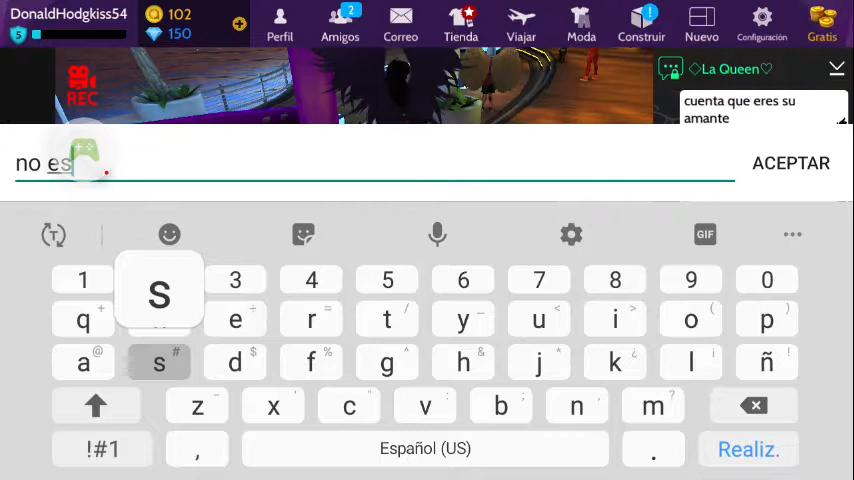 DonaldHodgkiss54
5
102
150
Perfil
2
Amigos
Correo
Tienda
Viajar
Moda
!
Construir
Nuevo
Configuración
Gratis
REC
◇La Queen♡
cuenta que eres su
amante
no es
ACEPTAR
T
GIF
1 s 3 4 5 6 7 8 9 0
q + e r = t / y _ u < i > o ( p )
a @ s # d $ f % g ^ h & j * k ¿ l ¡ ñ !
z - x ' c " v : b ; n , m ?
!#1 , Español (US) . Realiz.